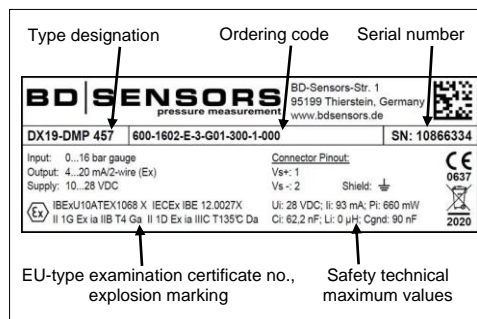 Type designation
Ordering code
Serial number
BD|SENSORS
pressure measurement
BD-Sensors-Str. 1
95199 Thierstein, Germany
www.bdsensors.de
DX19-DMP 457
600-1602-E-3-G01-300-1-000
SN: 10866334
Input: 0...16 bar gauge
Output: 4...20 mA/2-wire (Ex)
Supply: 10...28 VDC
Connector Pinout:
Vs+: 1
Vs -: 2 Shield:
CE
0637
Ex
IBExU10ATEX1068 X IECEx IBE 12.0027X
II 1G Ex ia IIB T4 Ga II 1D Ex ia IIIC T135°C Da
Ui: 28 VDC; Ii: 93 mA; Pi: 660 mW
Ci: 62,2 nF; Li: 0 µH; Cgnd: 90 nF
2020
EU-type examination certificate no.,
explosion marking
Safety technical
maximum values